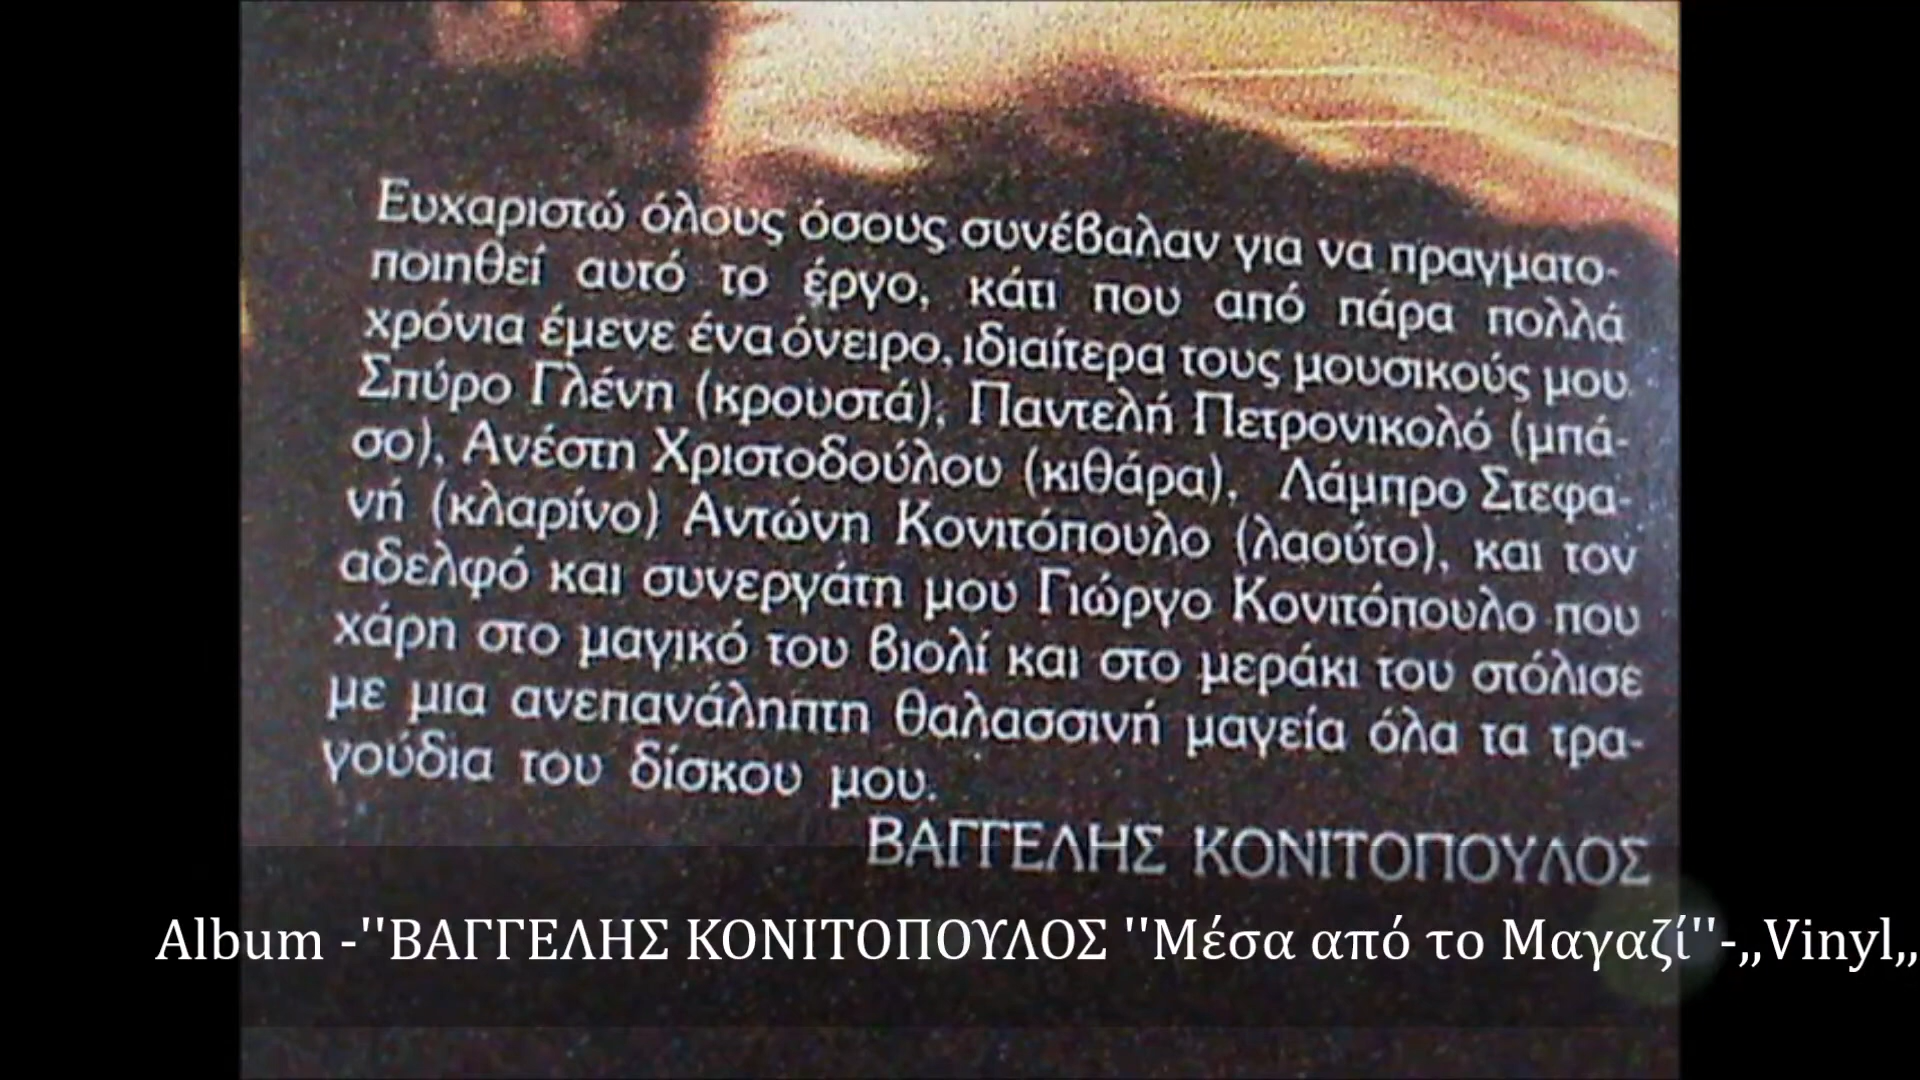 Ευχαριστώ όλους όσους συνέβαλαν για να πραγματο-
ποιηθεί αυτό το έργο, κάτι που από πάρα πολλά
χρόνια έμενε ένα όνειρο, ιδιαίτερα τους μουσικούς μου
Σπύρο Γλένη (κρουστά), Παντελή Πετρονικολό (μπά-
σο), Ανέστη Χριστοδούλου (κιθάρα), Λάμπρο Στεφα-
νή (κλαρίνο) Αντώνη Κονιτόπουλο (λαούτο), και τον
αδελφό και συνεργάτη μου Γιώργο Κονιτόπουλο που
χάρη στο μαγικό του βιολί και στο μεράκι του στόλισε
με μια ανεπανάληπτη θαλασσινή μαγεία όλα τα τρα-
γούδια του δίσκου μου.
ΒΑΓΓΕΛΗΣ ΚΟΝΙΤΟΠΟΥΛΟΣ
Album -''ΒΑΓΓΕΛΗΣ ΚΟΝΙΤΟΠΟΥΛΟΣ ''Μέσα από το Μαγαζί''-,,Vinyl,,